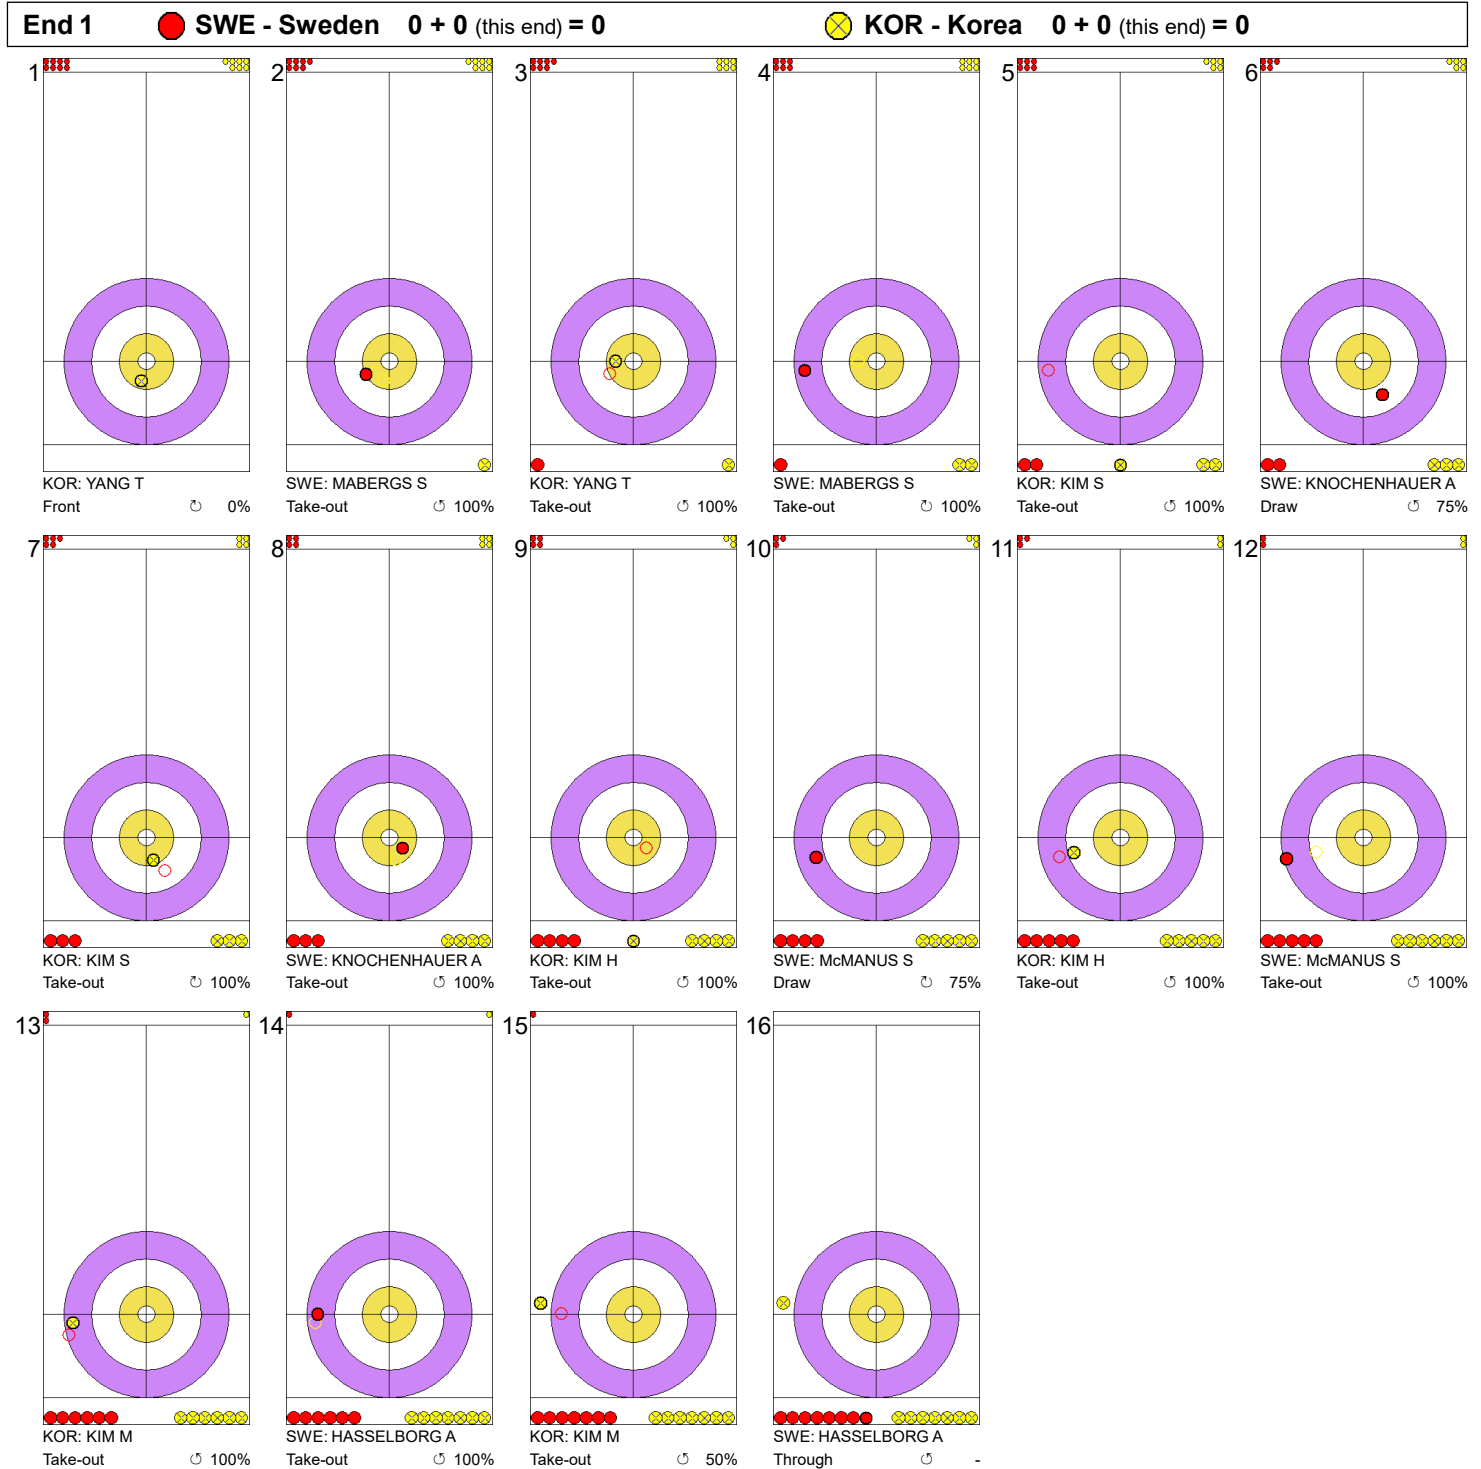 End 1 SWE - Sweden 0 + 0 (this end) = 0 KOR - Korea 0 + 0 (this end) = 0
1 2 3 4 5 6
KOR: YANG T SWE: MABERGS S KOR: YANG T SWE: MABERGS S KOR: KIM S SWE: KNOCHENHAUER A
Front ↻ 0% Take-out ↺ 100% Take-out ↺ 100% Take-out ↺ 100% Take-out ↺ 100% Draw ↻ 75%
7 8 9 10 11 12
KOR: KIM S SWE: KNOCHENHAUER A KOR: KIM H SWE: McMANUS S KOR: KIM H SWE: McMANUS S
Take-out ↻ 100% Take-out ↺ 100% Take-out ↺ 100% Draw ↻ 75% Take-out ↺ 100% Take-out ↺ 100%
13 14 15 16
KOR: KIM M SWE: HASSELBORG A KOR: KIM M SWE: HASSELBORG A
Take-out ↺ 100% Take-out ↺ 100% Take-out ↺ 50% Through ↺ -